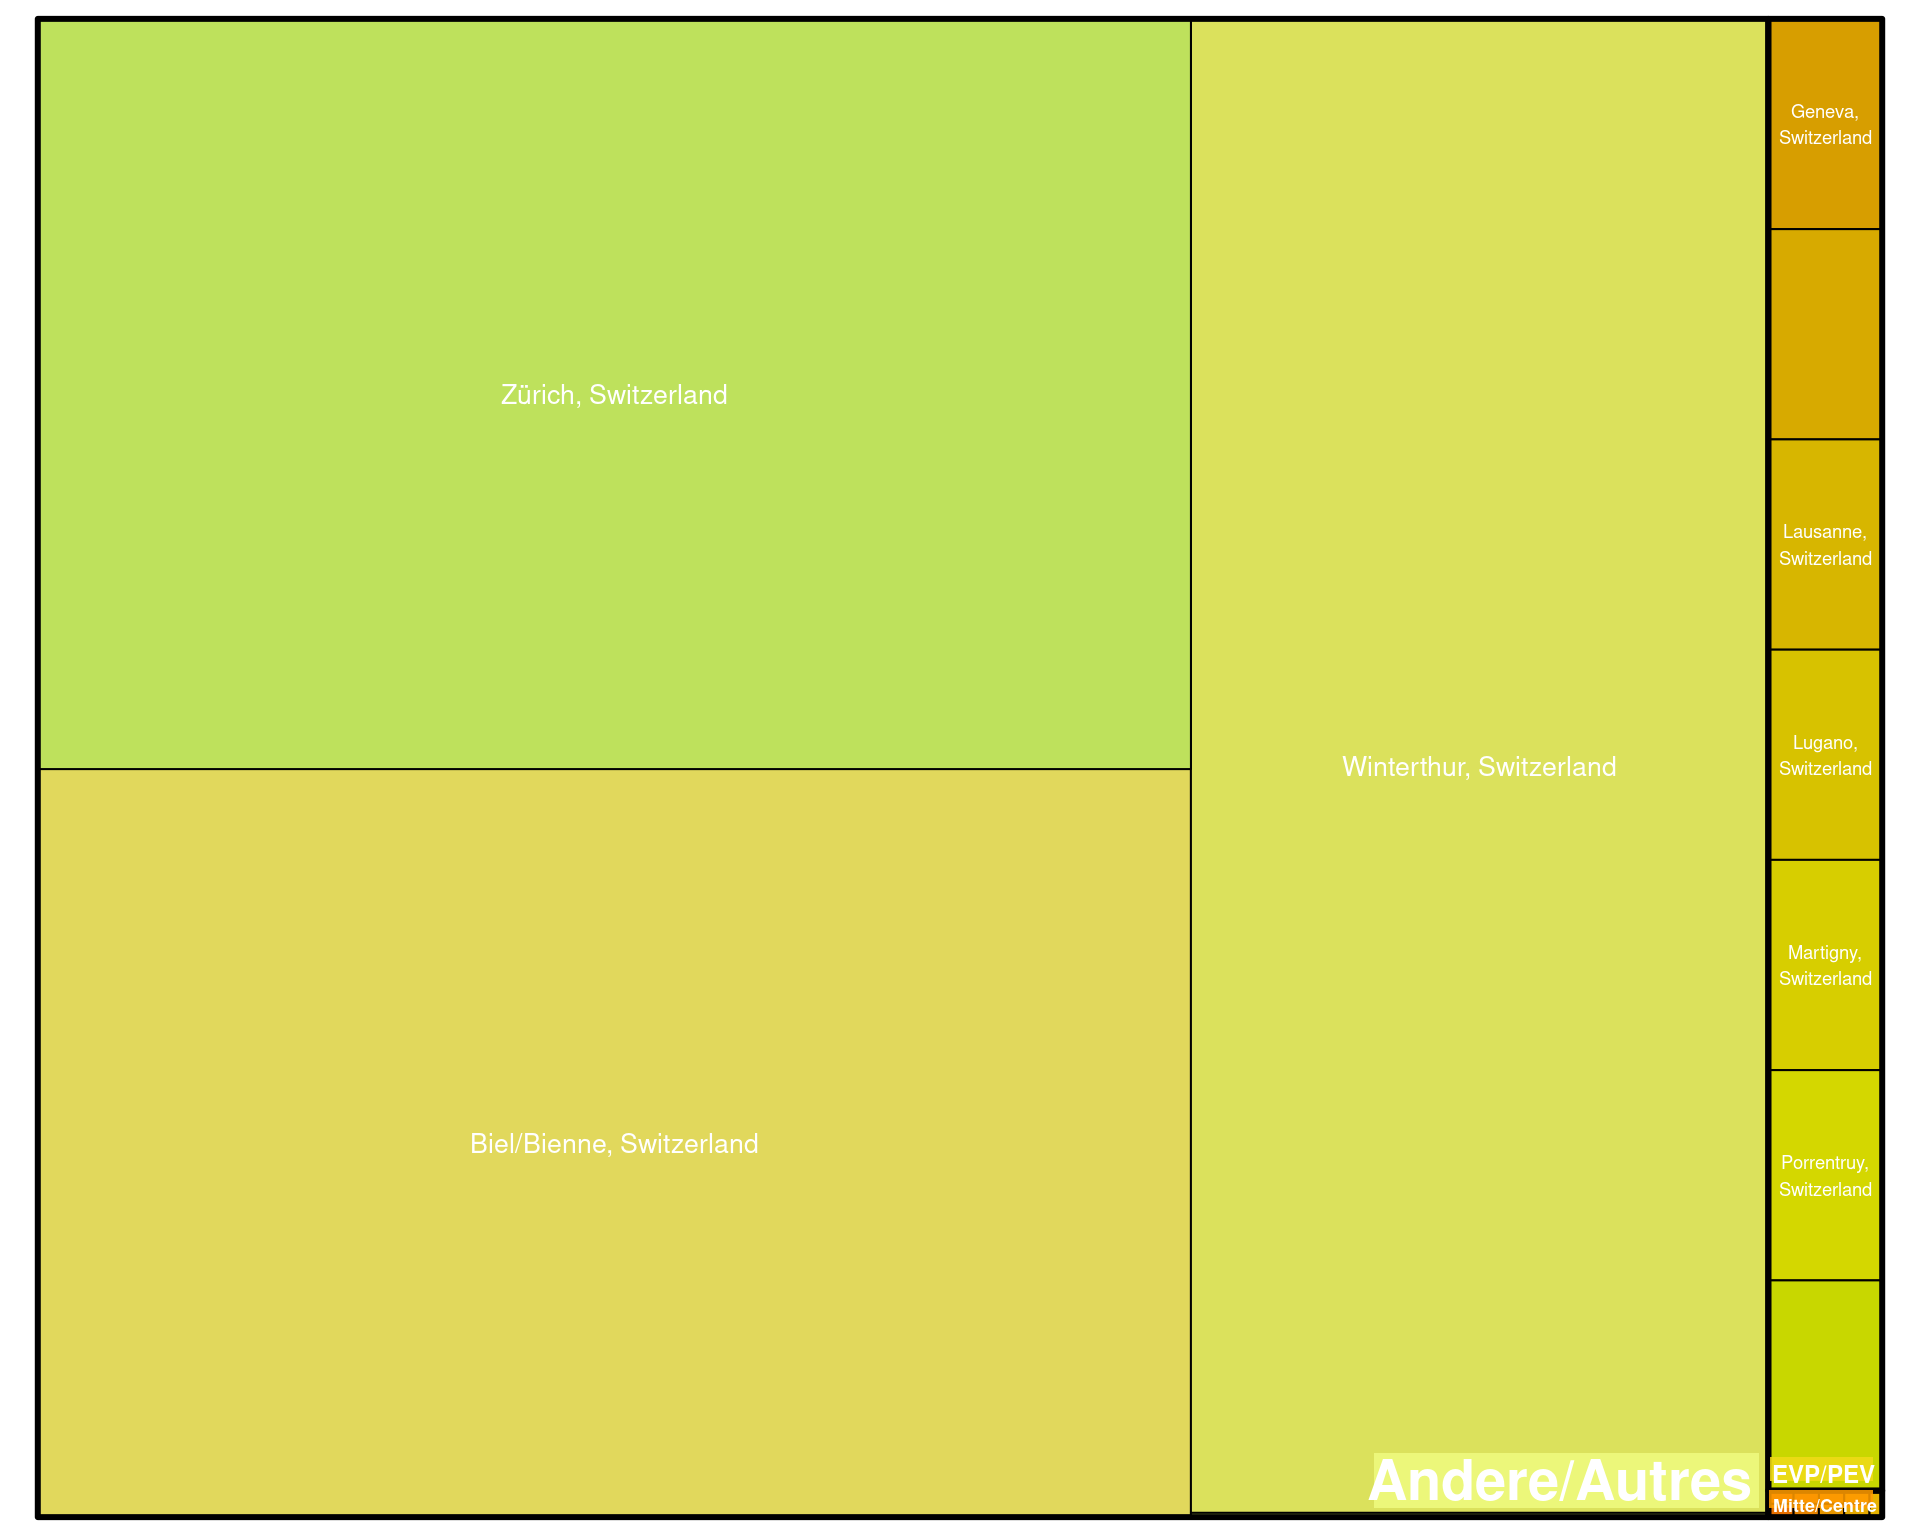 Zürich, Switzerland
Biel/Bienne, Switzerland
Winterthur, Switzerland
Andere/Autres
Geneva,
Switzerland
Lausanne,
Switzerland
Lugano,
Switzerland
Martigny,
Switzerland
Porrentruy,
Switzerland
EVP/PEV
Mitte/Centre